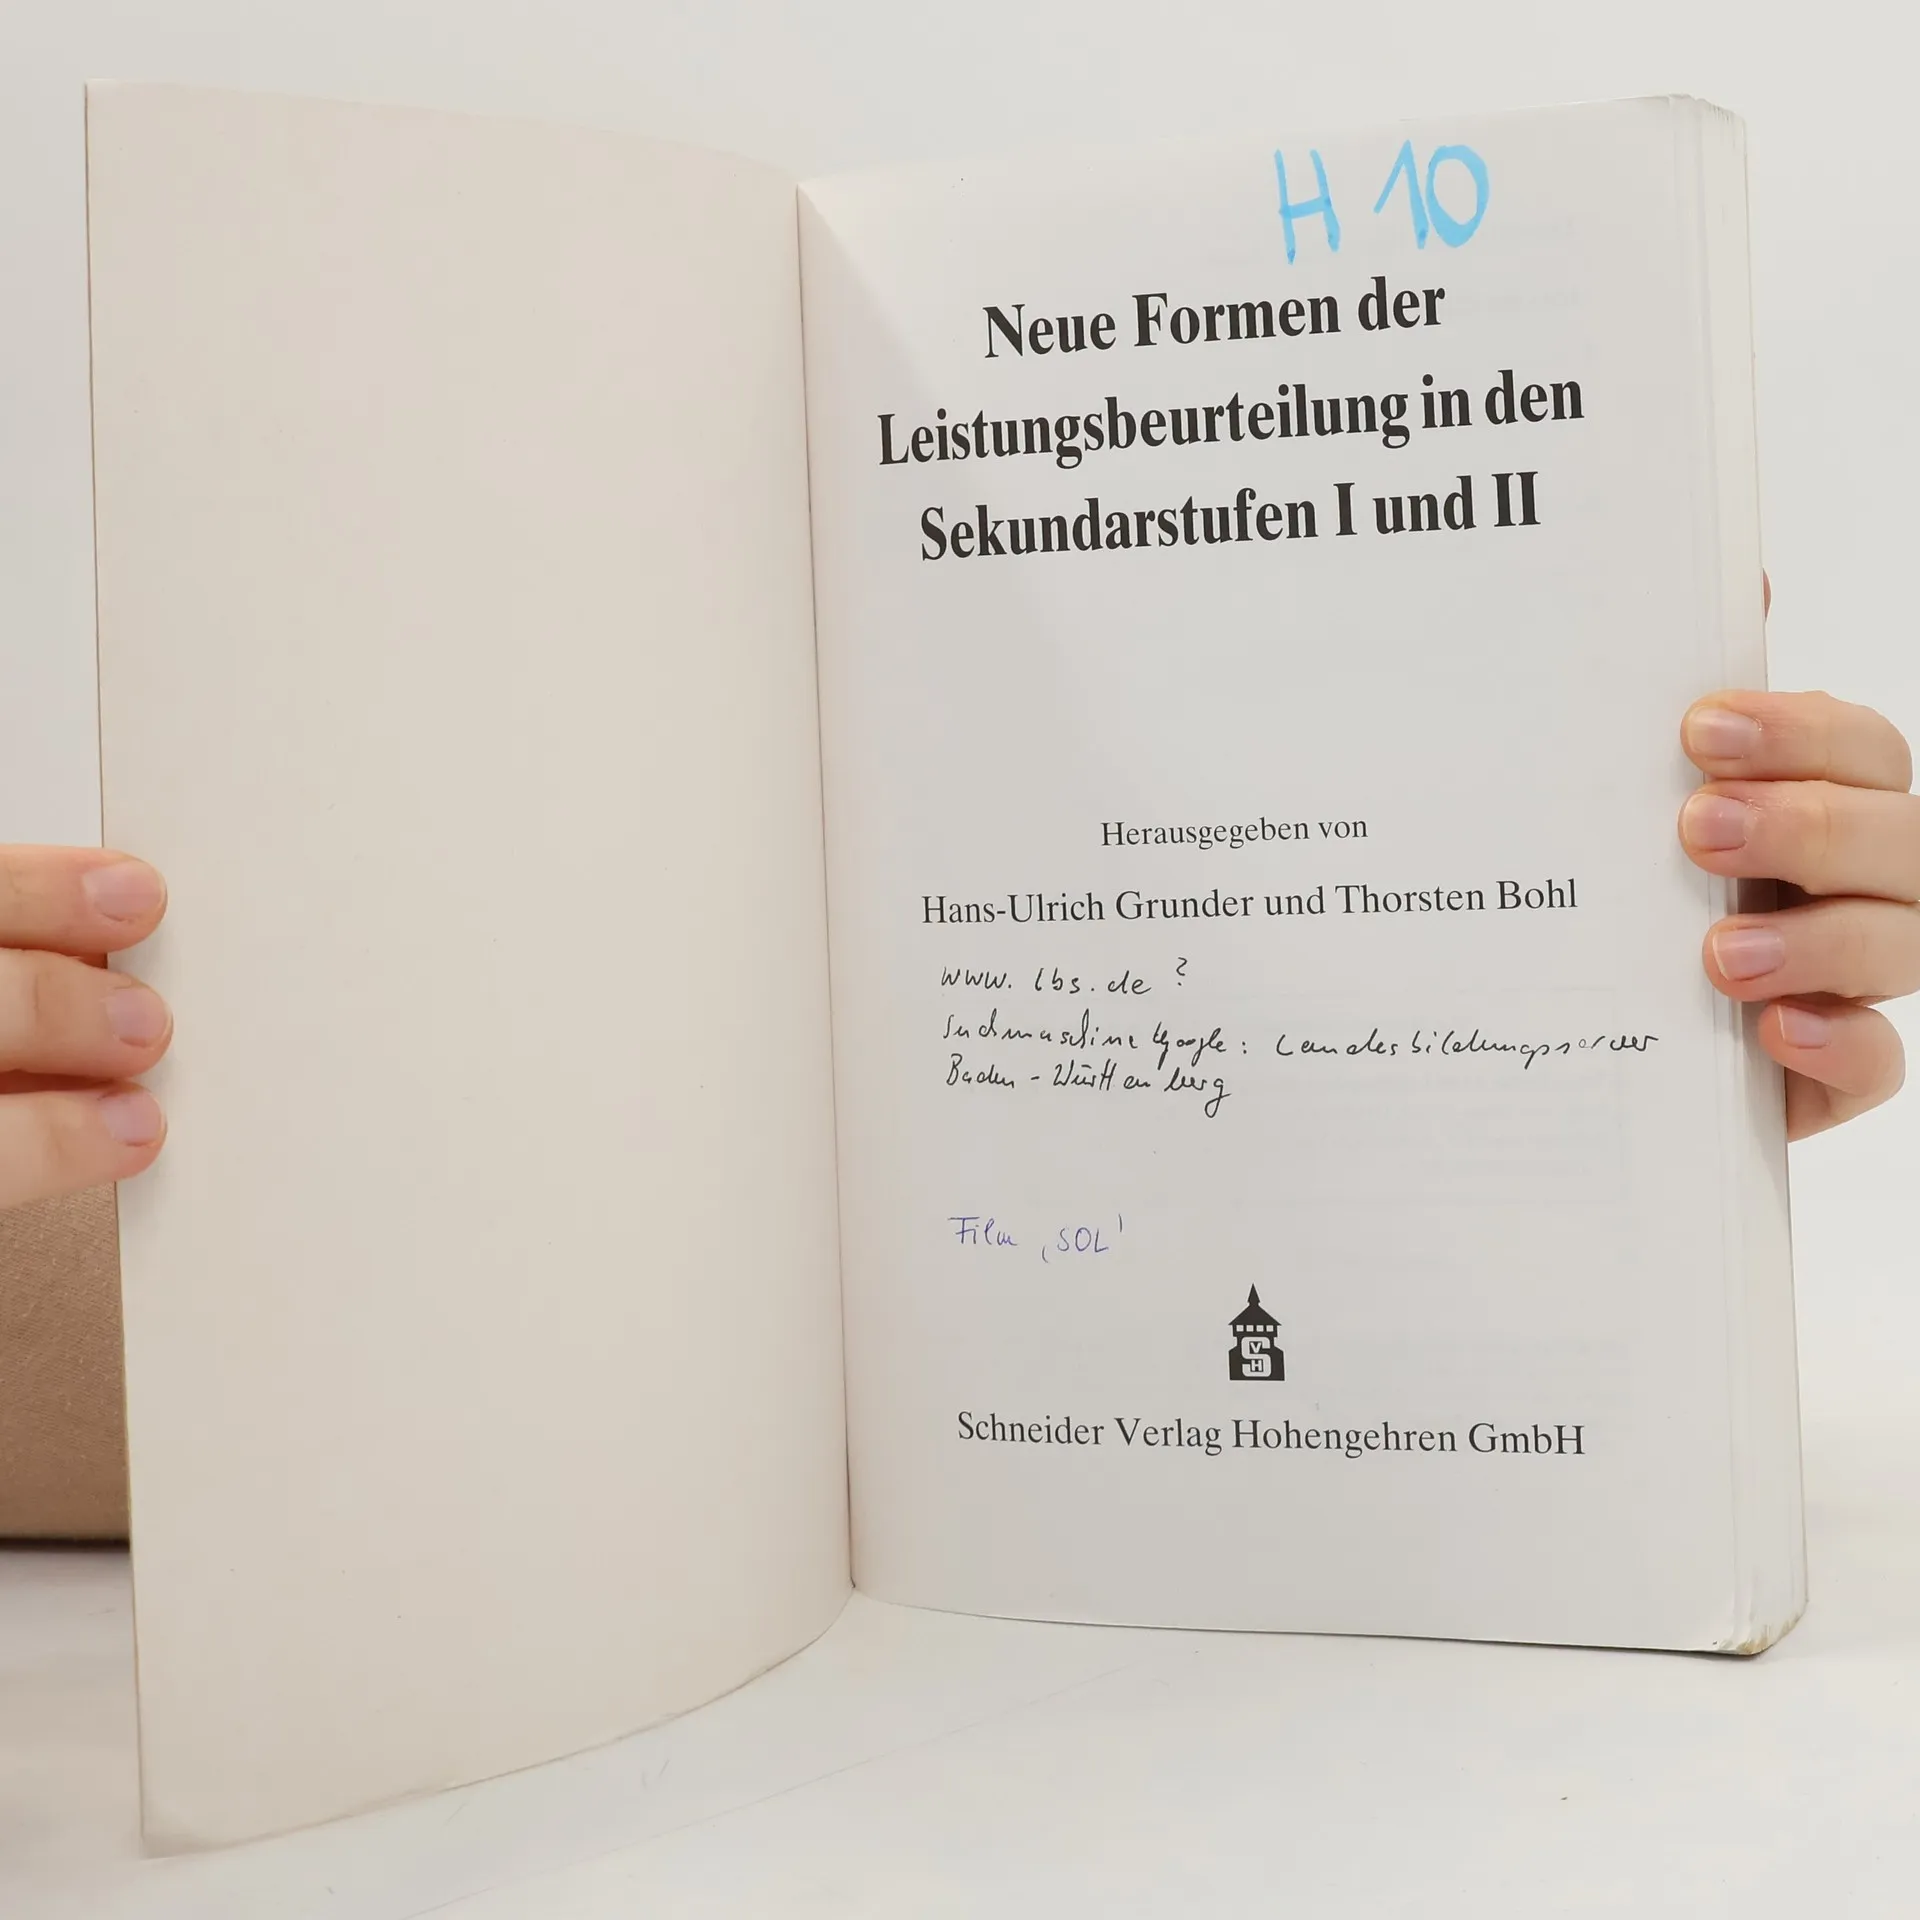 H 10
Neue Formen der
Leistungsbeurteilung in den
Sekundarstufen I und II
Herausgegeben von
Hans-Ulrich Grunder und Thorsten Bohl
www. lbs. de ?
Suchmaschine Google: Landesbildungsserver
Baden-Württemberg
Film ‚SOL'
S
V
H
Schneider Verlag Hohengehren GmbH